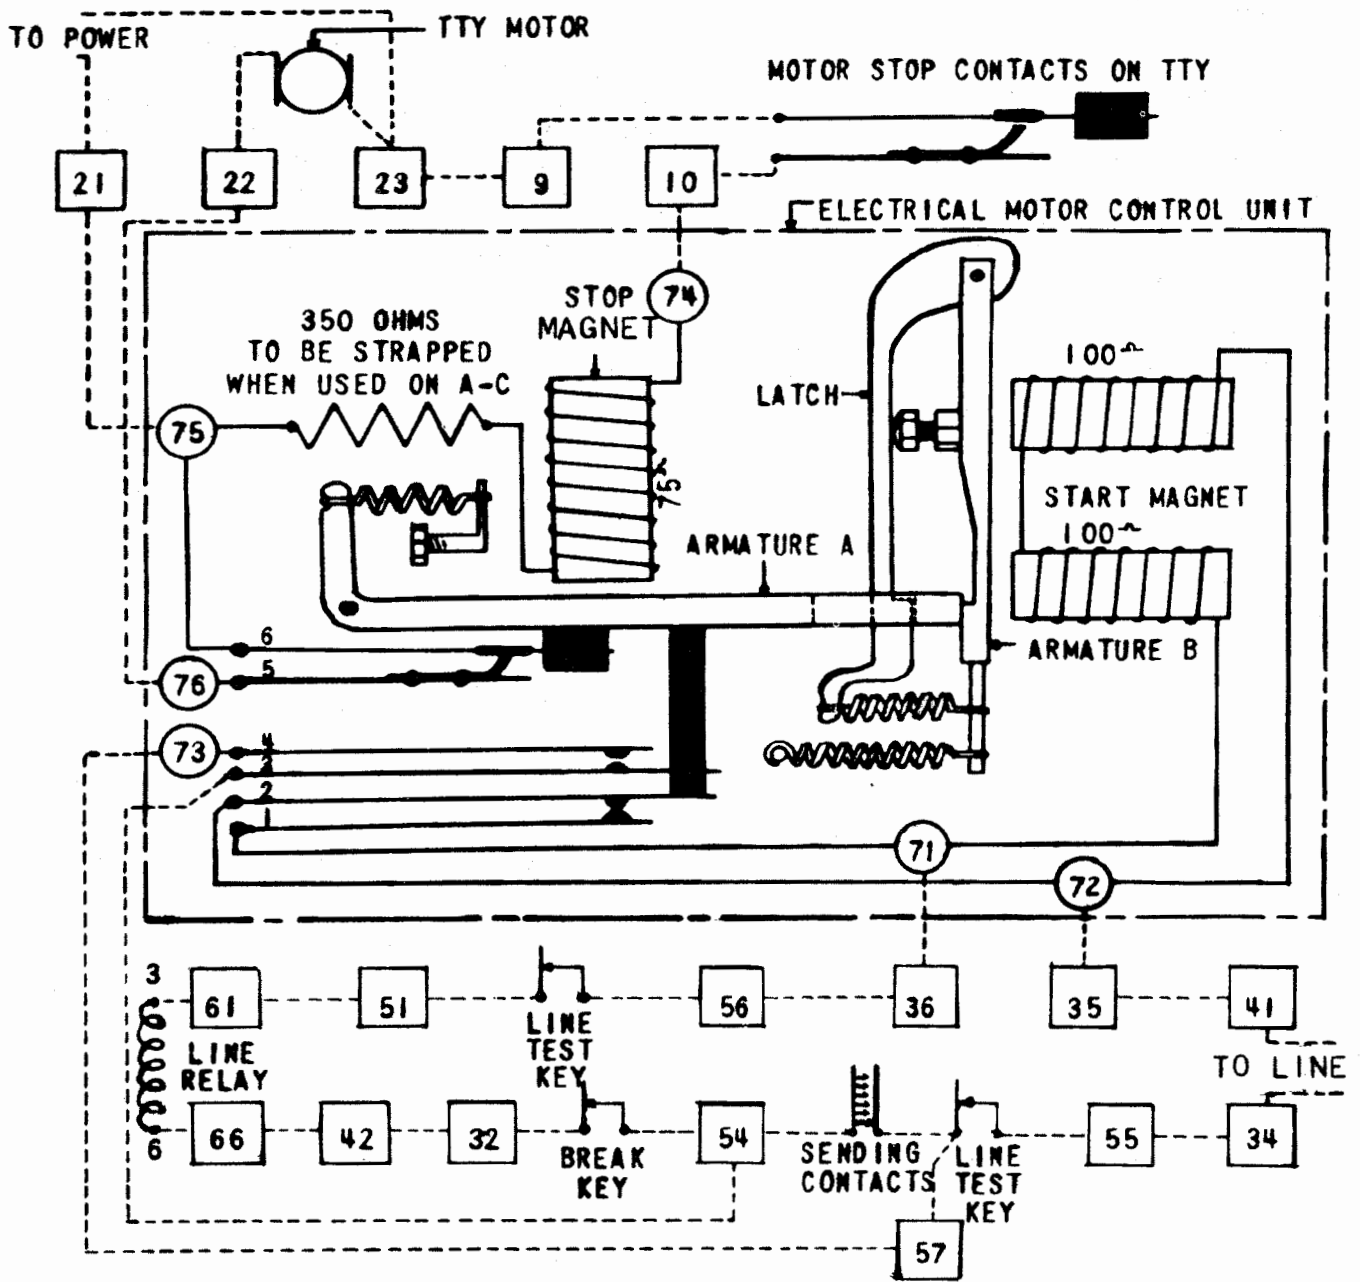 TO POWER
TTY MOTOR
MOTOR STOP CONTACTS ON TTY
21
22
23
9
10
ELECTRICAL MOTOR CONTROL UNIT
STOP
MAGNET
74
350 OHMS
TO BE STRAPPED
WHEN USED ON A-C
LATCH
100Ω
75
75Ω
START MAGNET
100Ω
ARMATURE A
6
5
76
ARMATURE B
73
4
3
2
1
71
72
3
61
51
56
36
35
41
LINE
TEST
KEY
LINE
RELAY
TO LINE
6
66
42
32
54
55
34
BREAK
KEY
SENDING
CONTACTS
LINE
TEST
KEY
57